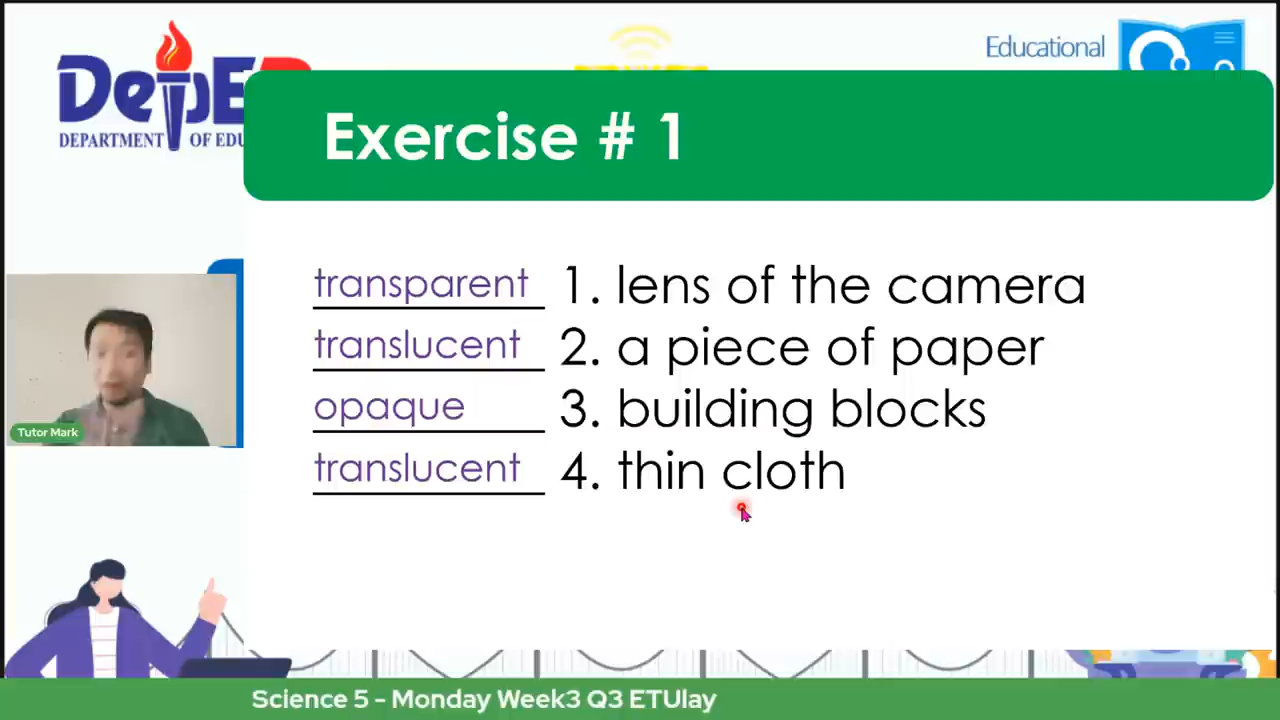 DepE
DEPARTMENT OF EDU
Educational
Exercise # 1
transparent 1. lens of the camera
translucent 2. a piece of paper
opaque 3. building blocks
translucent 4. thin cloth
Tutor Mark
Science 5 - Monday Week3 Q3 ETUlay